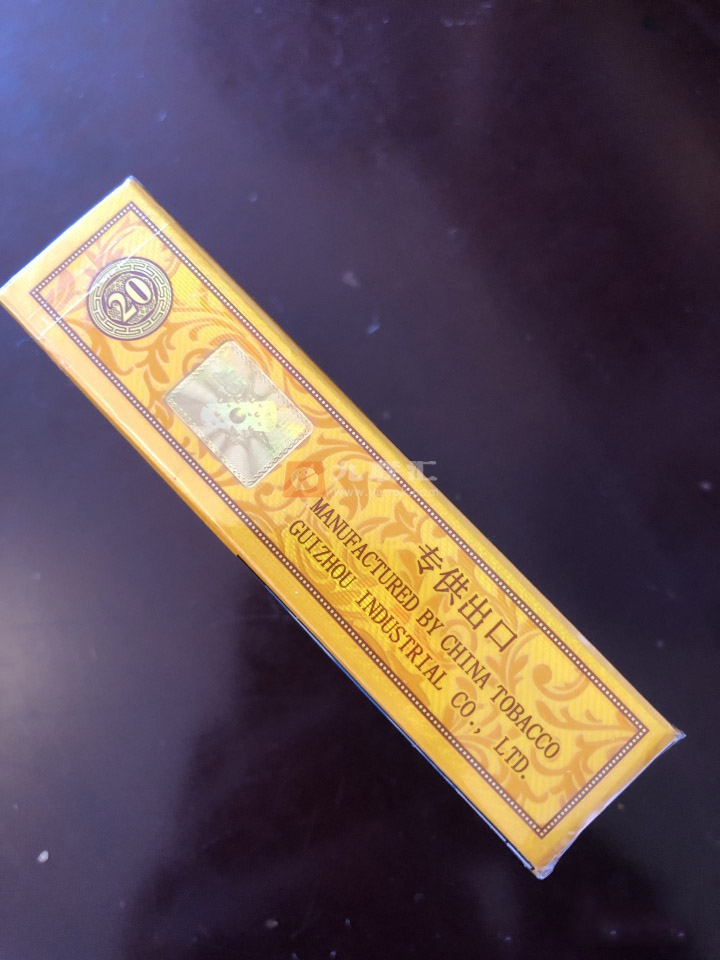 20
专供出口
MANUFACTURED BY CHINA TOBACCO
GUIZHOU INDUSTRIAL CO., LTD.